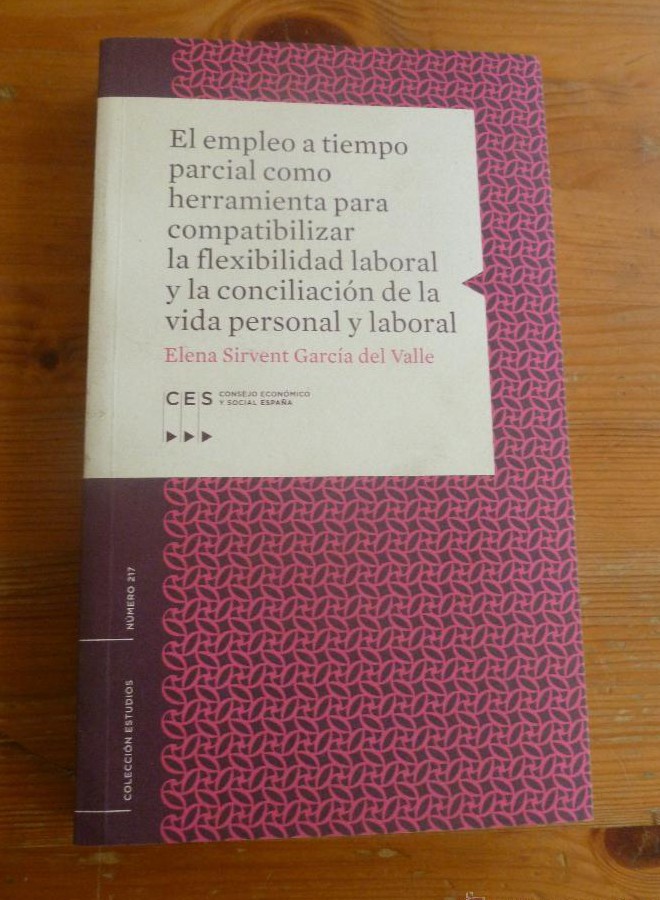 El empleo a tiempo
parcial como
herramienta para
compatibilizar
la flexibilidad laboral
y la conciliación de la
vida personal y laboral
Elena Sirvent García del Valle
CES
CONSEJO ECONÓMICO
Y SOCIAL ESPAÑA
NÚMERO 217
COLECCIÓN ESTUDIOS